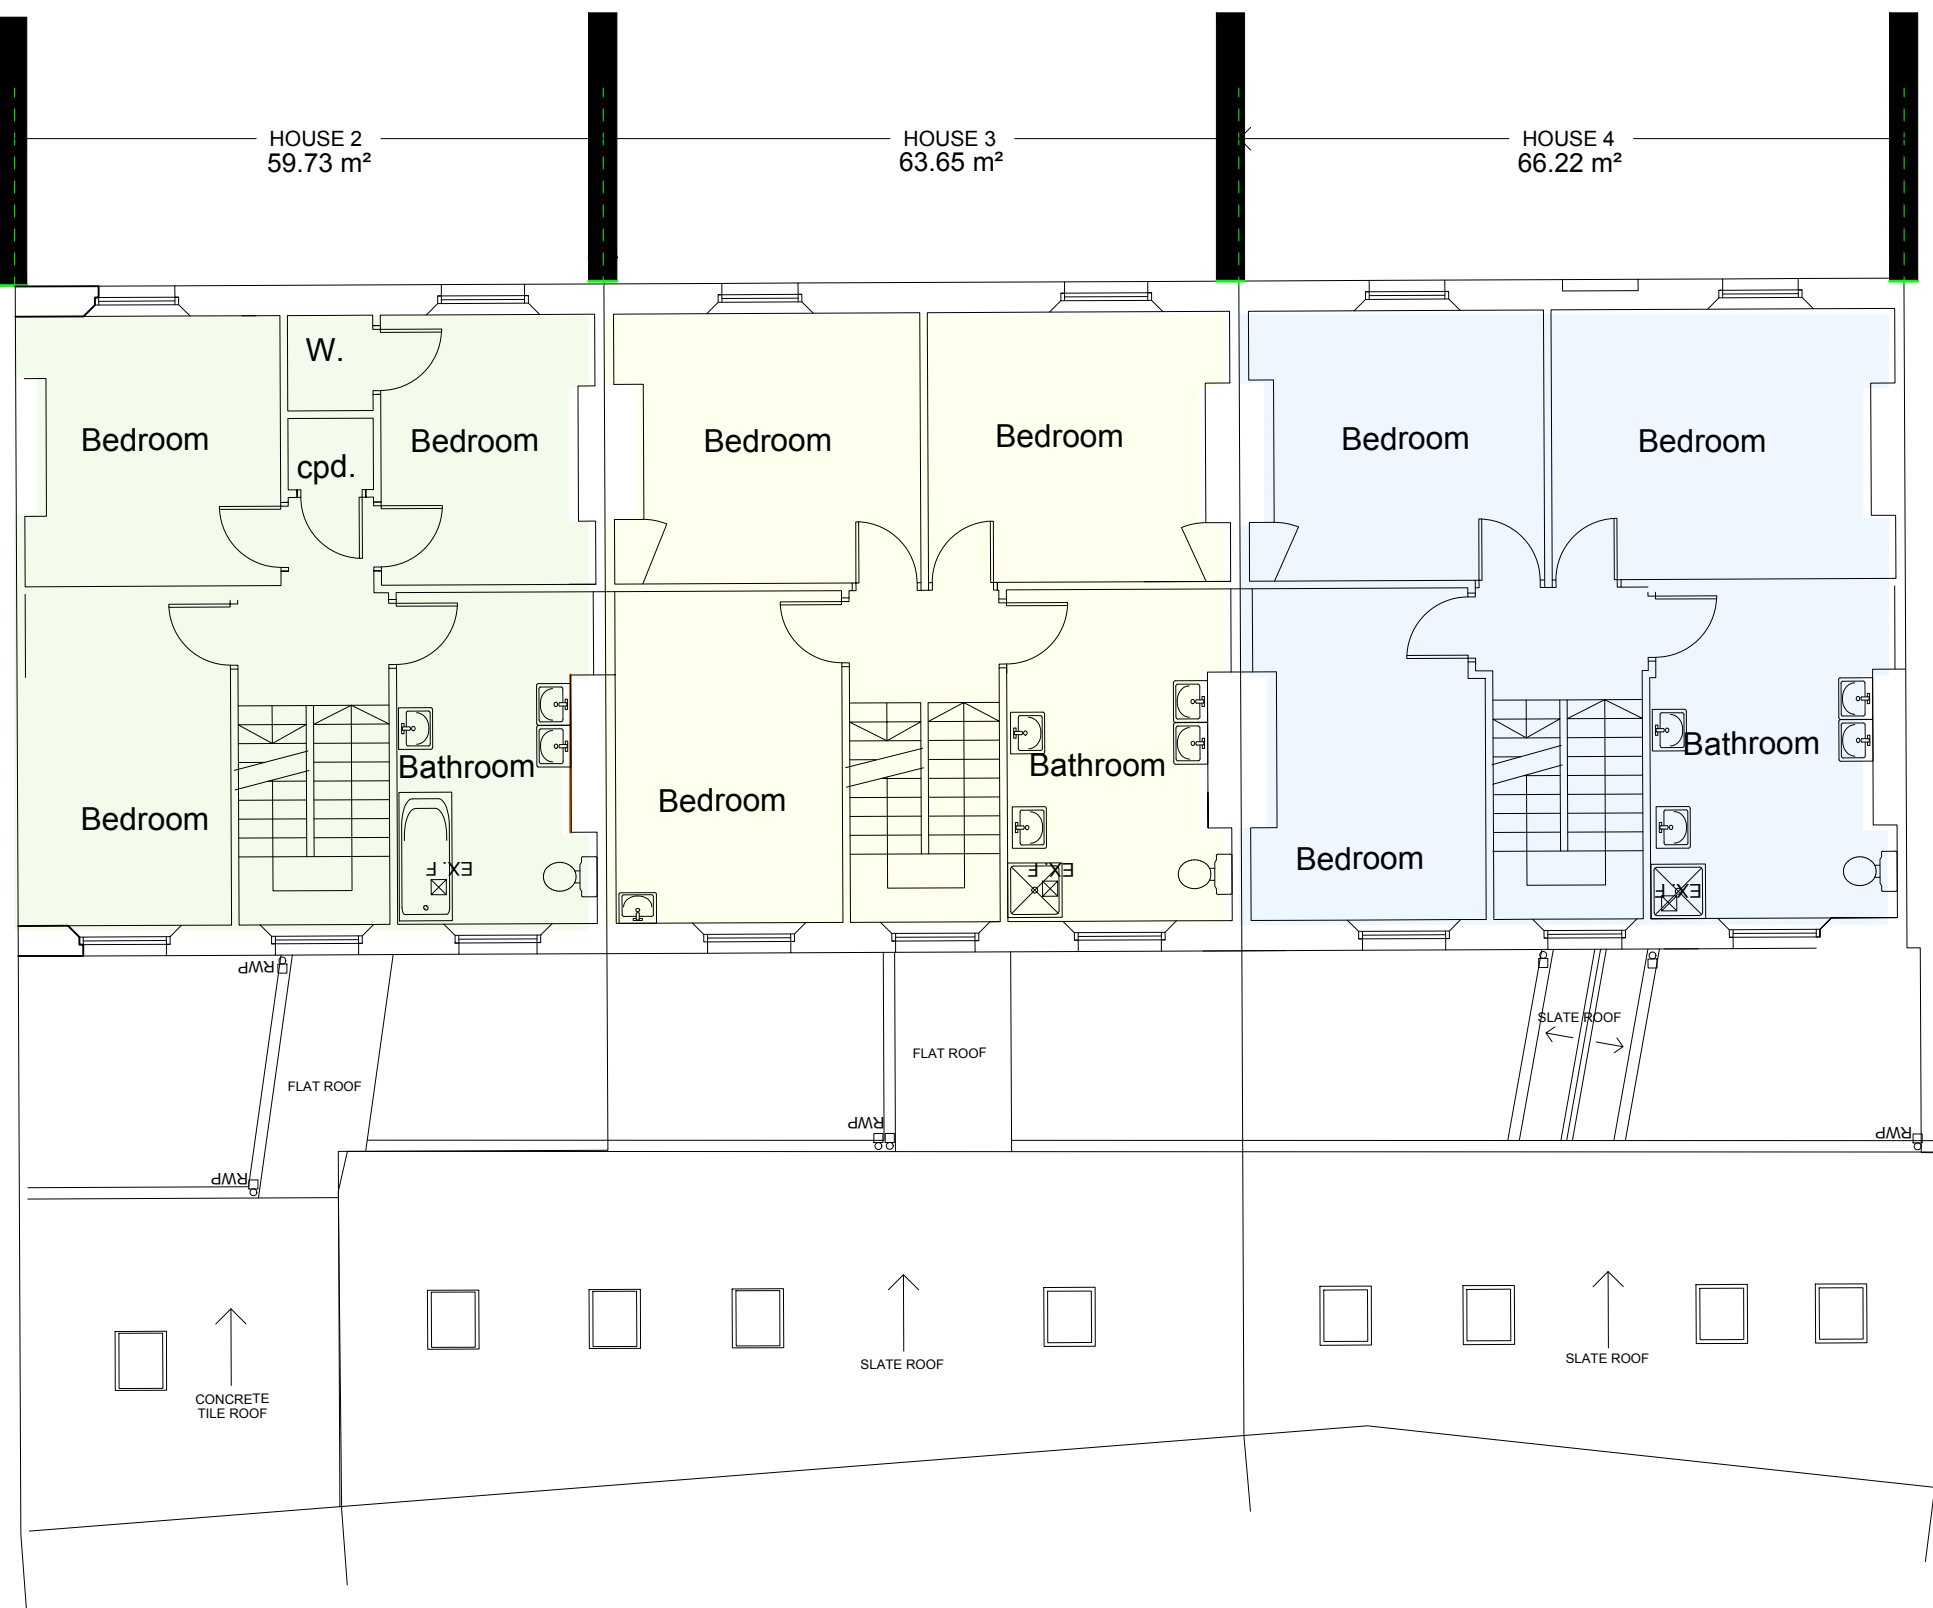 HOUSE 2
59.73 m²
HOUSE 3
63.65 m²
HOUSE 4
66.22 m²
W.
cpd.
Bedroom
Bedroom
Bedroom
Bedroom
Bedroom
Bedroom
Bathroom
Bathroom
Bathroom
Bedroom
Bedroom
Bedroom
EX. F
EX. F
EX. F
RWP
SLATE ROOF
FLAT ROOF
FLAT ROOF
RWP
RWP
RWP
SLATE ROOF
SLATE ROOF
CONCRETE
TILE ROOF